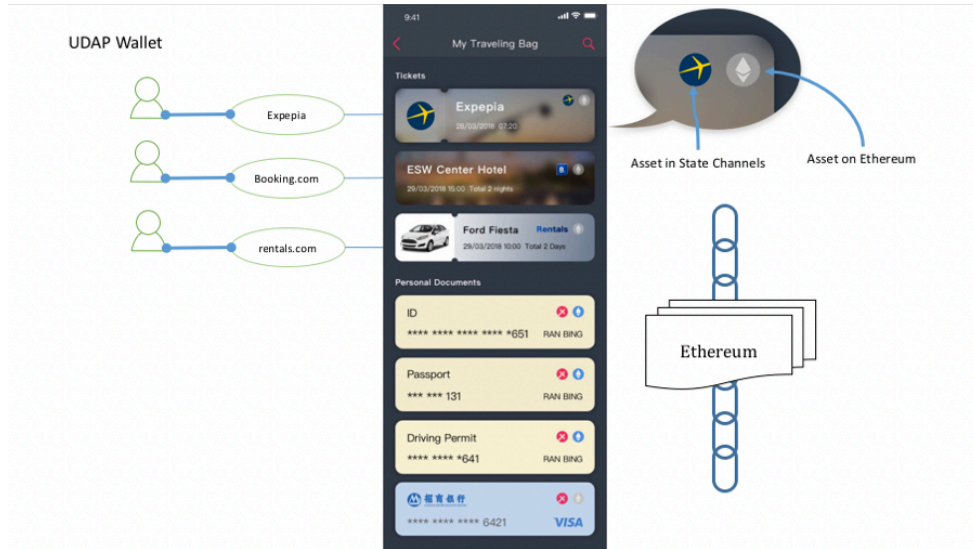 UDAP Wallet
Expepia
Booking.com
rentals.com
9:41
My Traveling Bag
Tickets
Expepia
28/03/2018 07:20
ESW Center Hotel
B.
29/03/2018 15:00 Total 2 nights
Ford Fiesta
Rentals
29/03/2018 10:00 Total 2 Days
Personal Documents
ID
**** **** **** **** *651
RAN BING
Passport
*** *** 131
RAN BING
Driving Permit
**** **** *641
RAN BING
招商银行
**** **** **** 6421
VISA
Asset in State Channels
Asset on Ethereum
Ethereum